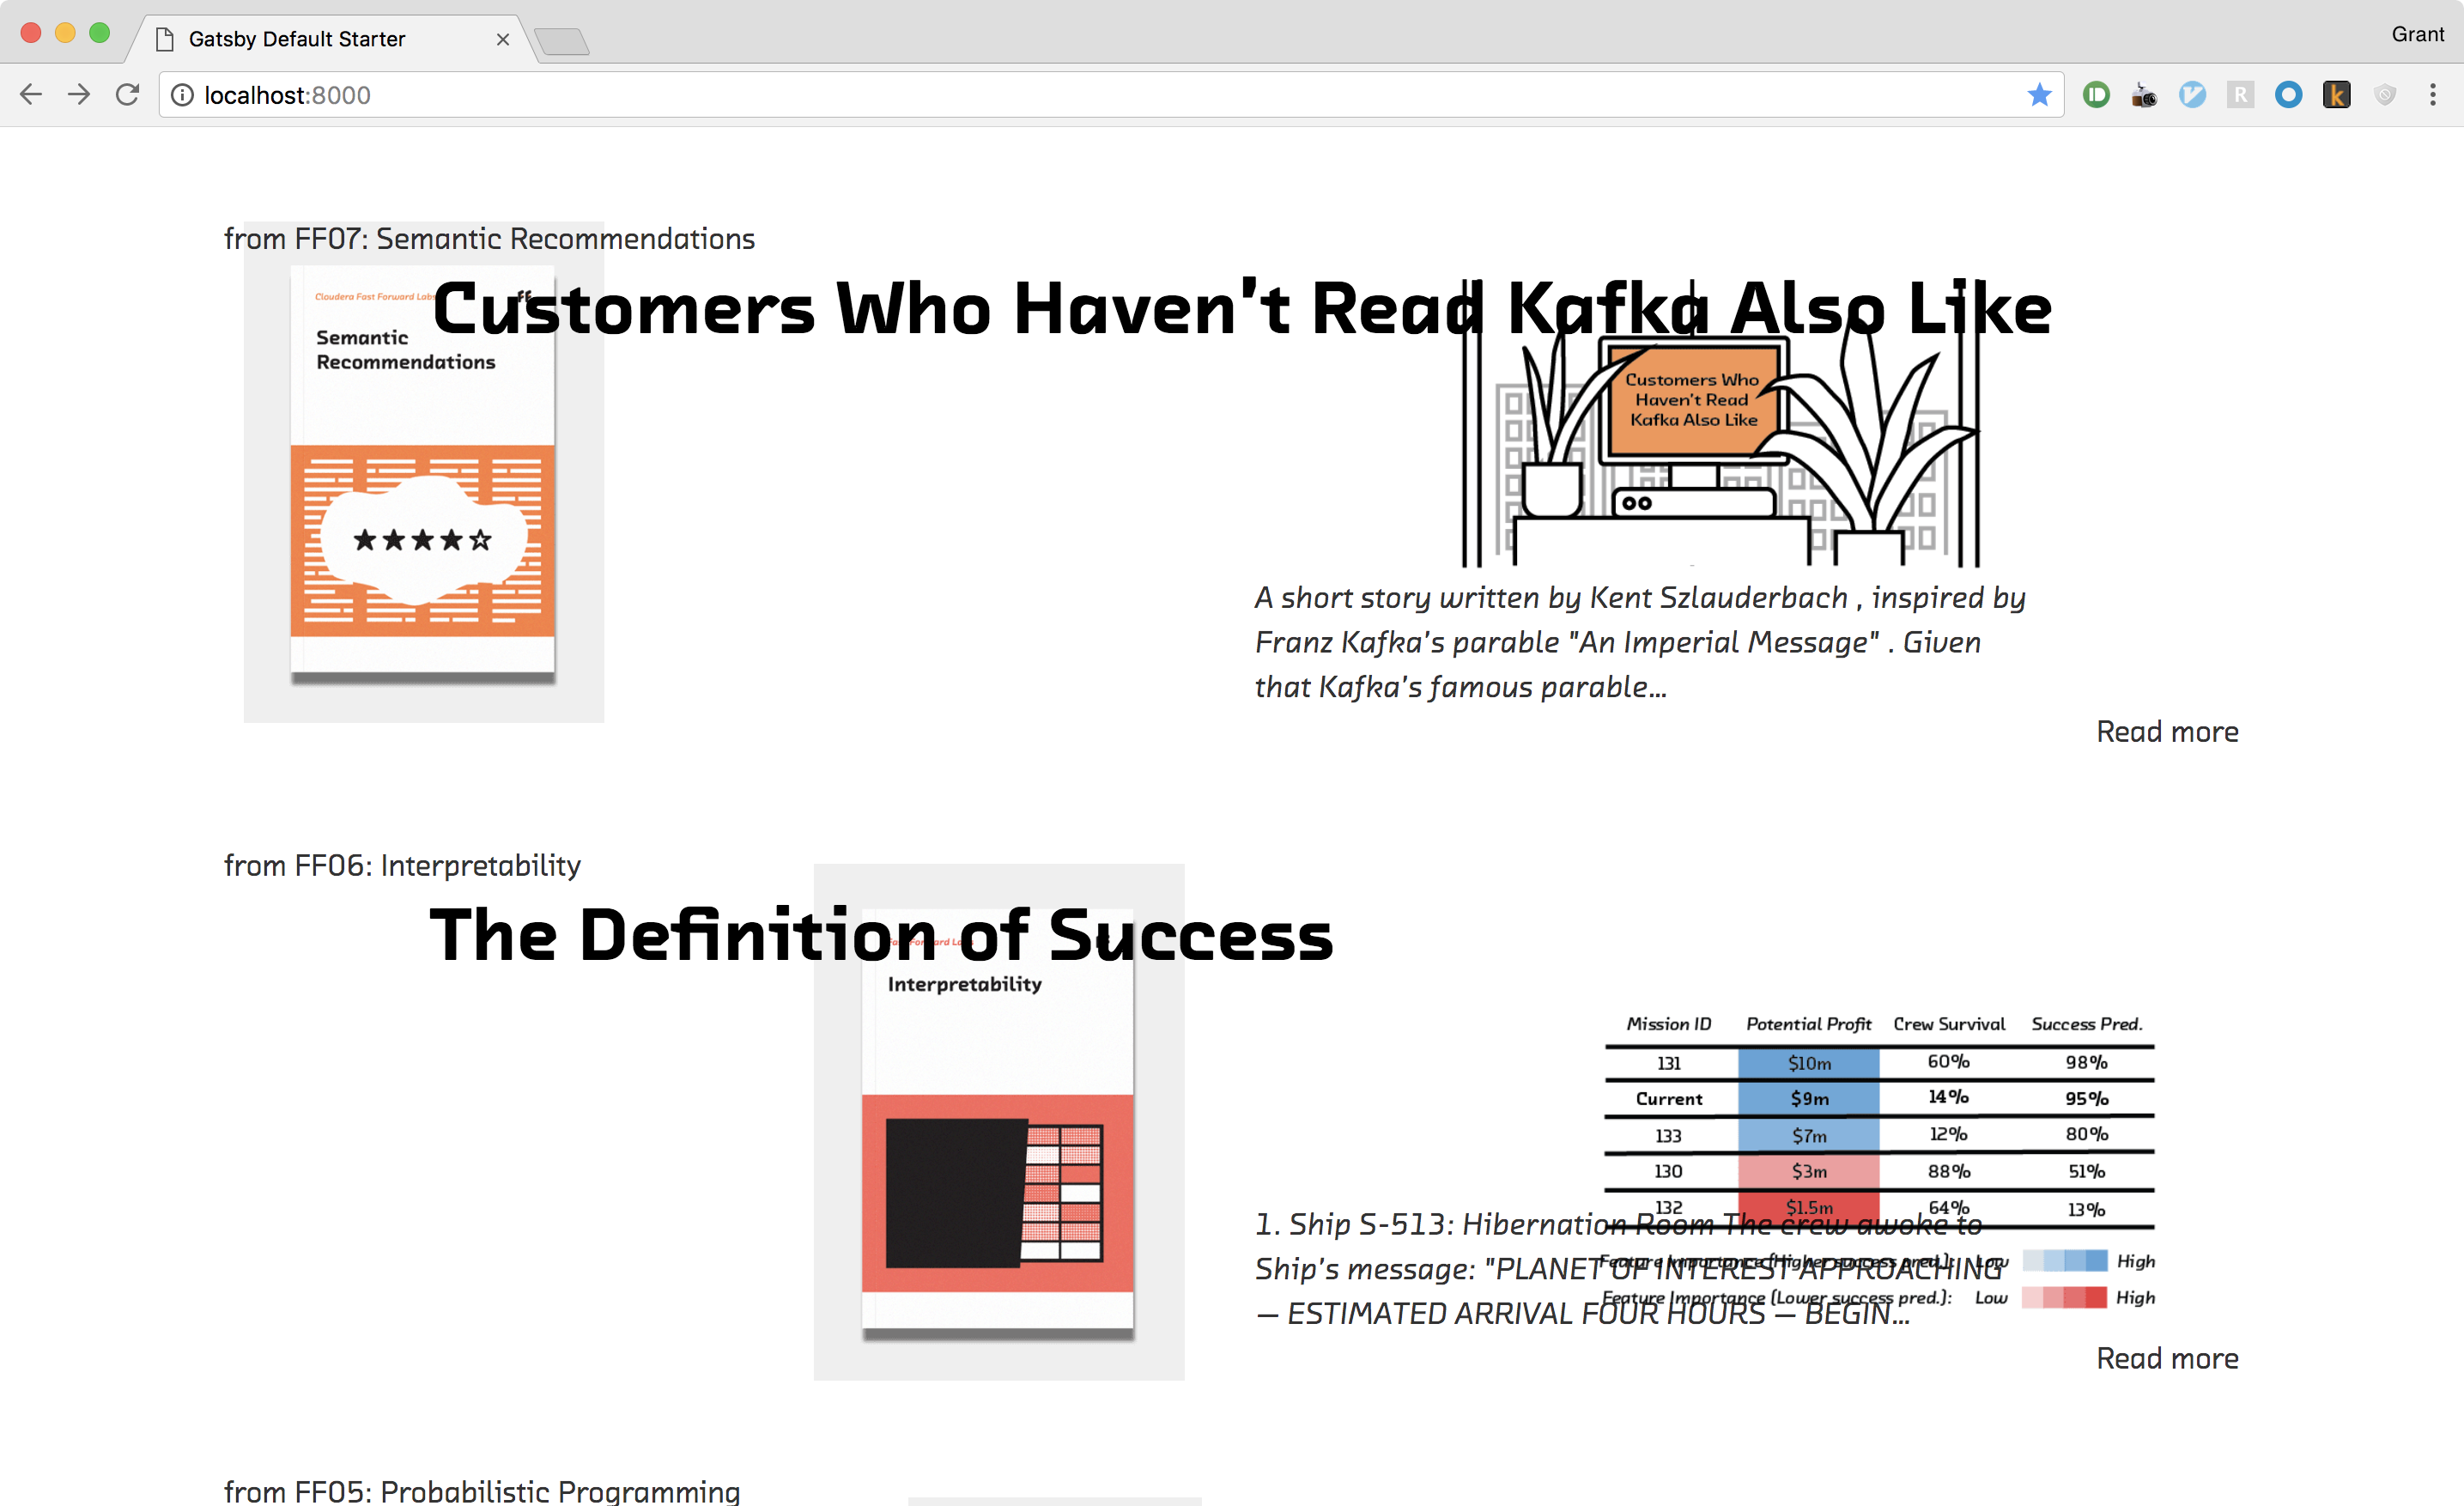 Gatsby Default Starter
Grant
localhost:8000
from FF07: Semantic Recommendations
Customers Who Haven't Read Kafka Also Like
Cloudera Fast Forward Labs
FF
Semantic
Recommendations
Customers Who
Haven't Read
Kafka Also Like
A short story written by Kent Szlauderbach , inspired by
Franz Kafka's parable "An Imperial Message" . Given
that Kafka's famous parable...
Read more
from FF06: Interpretability
The Definition of Success
Fast Forward Labs
Interpretability
Mission ID Potential Profit Crew Survival Success Pred.
131 $10m 60% 98%
Current $9m 14% 95%
133 $7m 12% 80%
130 $3m 88% 51%
132 $1.5m 64% 13%
Feature Importance (Higher success pred.): Low High
Feature Importance (Lower success pred.): Low High
1. Ship S-513: Hibernation Room The crew awoke to
Ship's message: "PLANET OF INTEREST APPROACHING
— ESTIMATED ARRIVAL FOUR HOURS — BEGIN...
Read more
from FF05: Probabilistic Programming